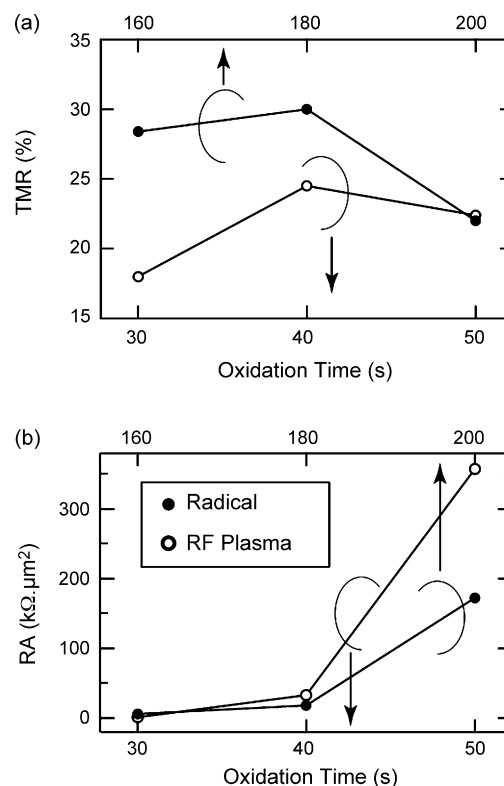 (a)
160 180 200
35
30
25
20
15
TMR (%)
30 40 50
Oxidation Time (s)
(b)
160 180 200
300
200
100
0
RA (kΩ.μm²)
Radical
RF Plasma
30 40 50
Oxidation Time (s)